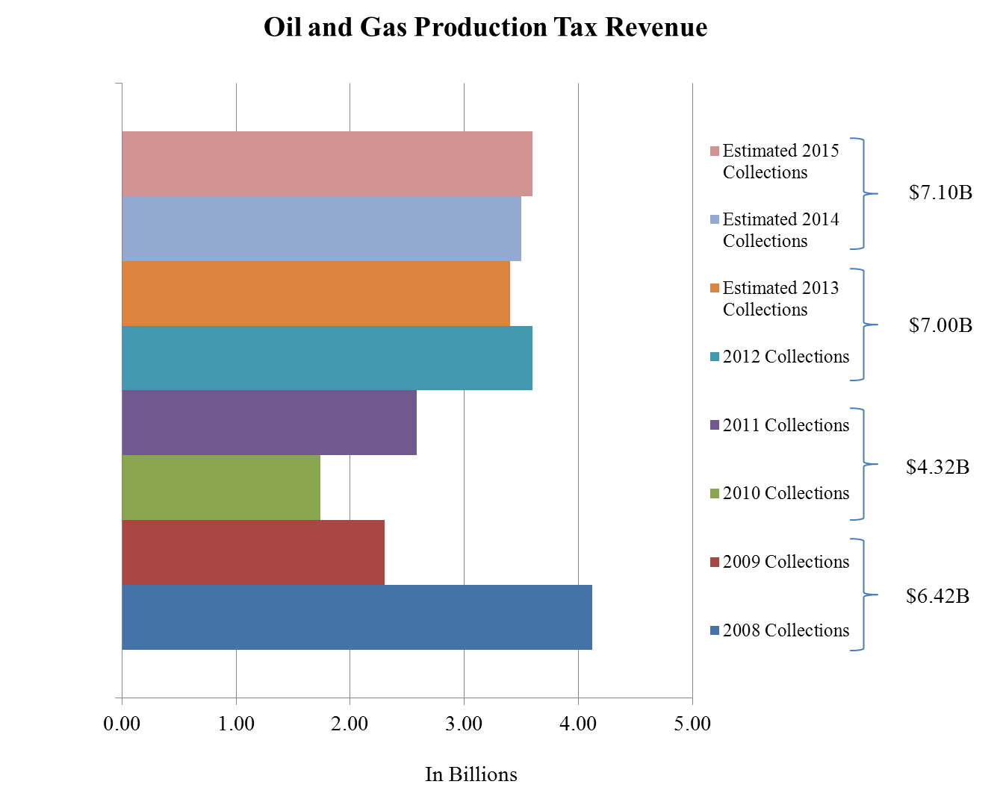 Oil and Gas Production Tax Revenue
Estimated 2015
Collections
Estimated 2014
Collections
$7.10B
Estimated 2013
Collections
2012 Collections
$7.00B
2011 Collections
2010 Collections
$4.32B
2009 Collections
2008 Collections
$6.42B
0.00 1.00 2.00 3.00 4.00 5.00
In Billions